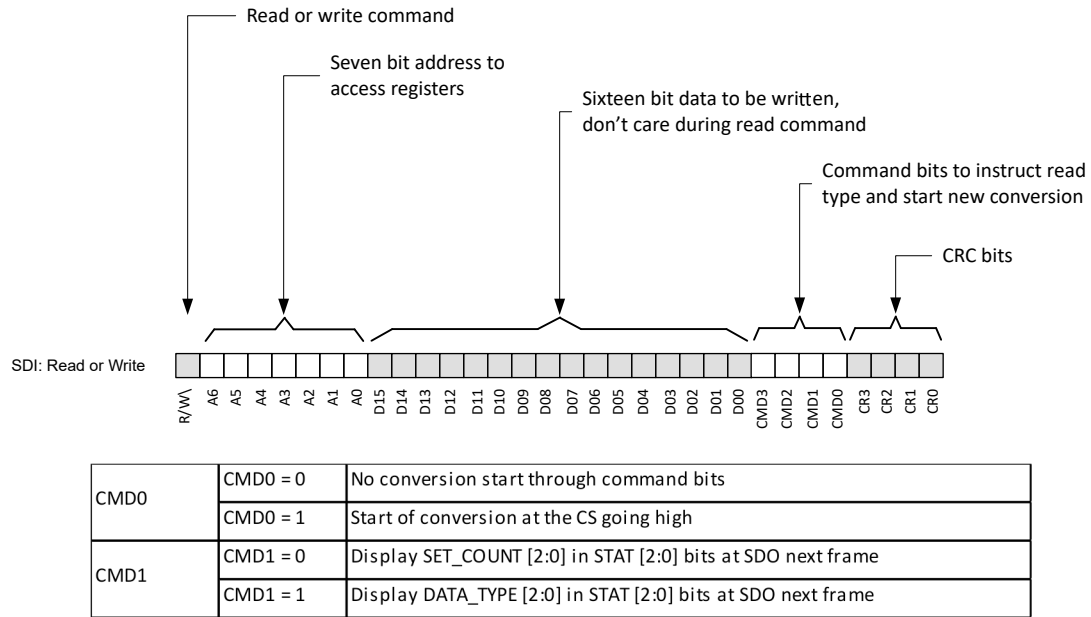 Read or write command
Seven bit address to
access registers
Sixteen bit data to be written,
don't care during read command
Command bits to instruct read
type and start new conversion
CRC bits
SDI: Read or Write
R/W\ A6 A5 A4 A3 A2 A1 A0 D15 D14 D13 D12 D11 D10 D09 D08 D07 D06 D05 D04 D03 D02 D01 D00 CMD3 CMD2 CMD1 CMD0 CR3 CR2 CR1 CR0
CMD0 CMD0 = 0 No conversion start through command bits
CMD0 = 1 Start of conversion at the CS going high
CMD1 CMD1 = 0 Display SET_COUNT [2:0] in STAT [2:0] bits at SDO next frame
CMD1 = 1 Display DATA_TYPE [2:0] in STAT [2:0] bits at SDO next frame